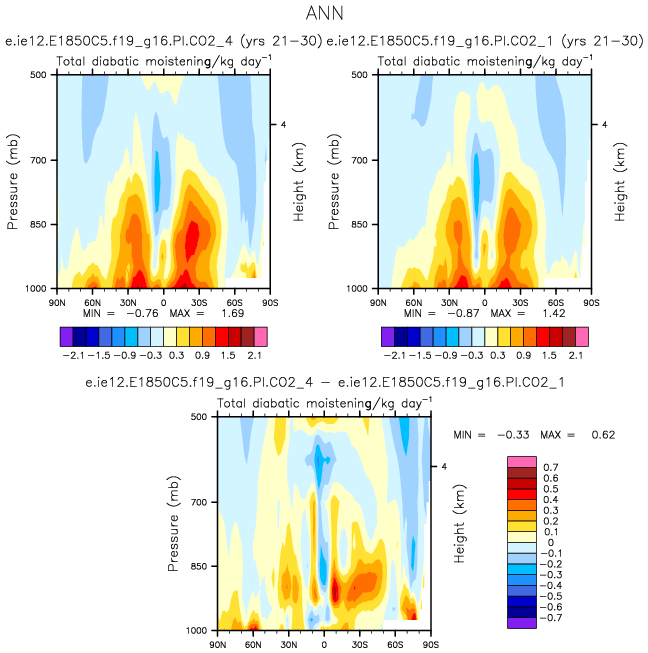 ANN
e.ie12.E1850C5.f19_g16.PI.CO2_4 (yrs 21-30) e.ie12.E1850C5.f19_g16.PI.CO2_1 (yrs 21-30)
Total diabatic moistening/kg day⁻¹ Total diabatic moistening/kg day⁻¹
500 500
4 4
700 700
Pressure (mb) Height (km) Pressure (mb) Height (km)
850 850
1000 1000
90N 60N 30N 0 30S 60S 90S 90N 60N 30N 0 30S 60S 90S
MIN = -0.76 MAX = 1.69 MIN = -0.87 MAX = 1.42
-2.1 -1.5 -0.9 -0.3 0.3 0.9 1.5 2.1 -2.1 -1.5 -0.9 -0.3 0.3 0.9 1.5 2.1
e.ie12.E1850C5.f19_g16.PI.CO2_4 - e.ie12.E1850C5.f19_g16.PI.CO2_1
Total diabatic moistening/kg day⁻¹
500
MIN = -0.33 MAX = 0.62
4
700
Pressure (mb) Height (km)
850
1000
90N 60N 30N 0 30S 60S 90S
0.7
0.6
0.5
0.4
0.3
0.2
0.1
0
-0.1
-0.2
-0.3
-0.4
-0.5
-0.6
-0.7